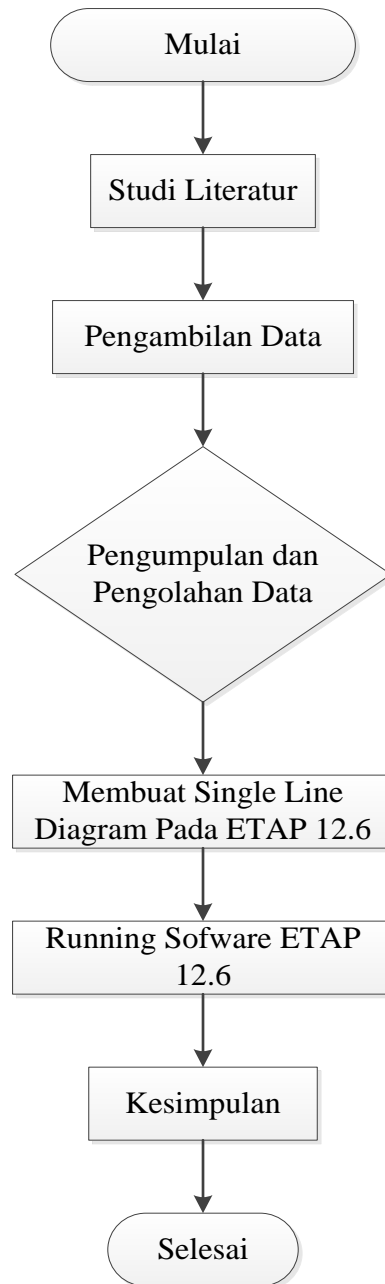 Mulai
Studi Literatur
Pengambilan Data
Pengumpulan dan
Pengolahan Data
Membuat Single Line
Diagram Pada ETAP 12.6
Running Sofware ETAP
12.6
Kesimpulan
Selesai